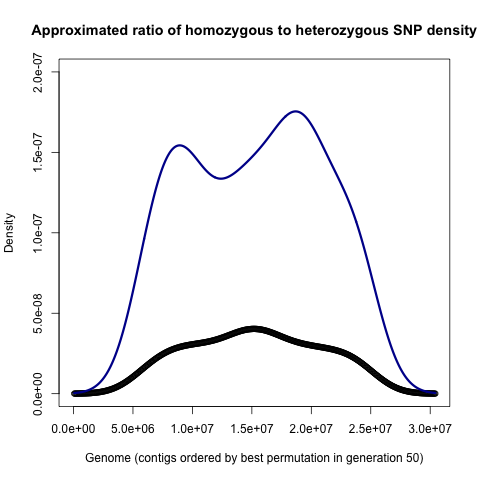 Approximated ratio of homozygous to heterozygous SNP density
Density
2.0e-07
1.5e-07
1.0e-07
5.0e-08
0.0e+00
0.0e+00 5.0e+06 1.0e+07 1.5e+07 2.0e+07 2.5e+07 3.0e+07
Genome (contigs ordered by best permutation in generation 50)